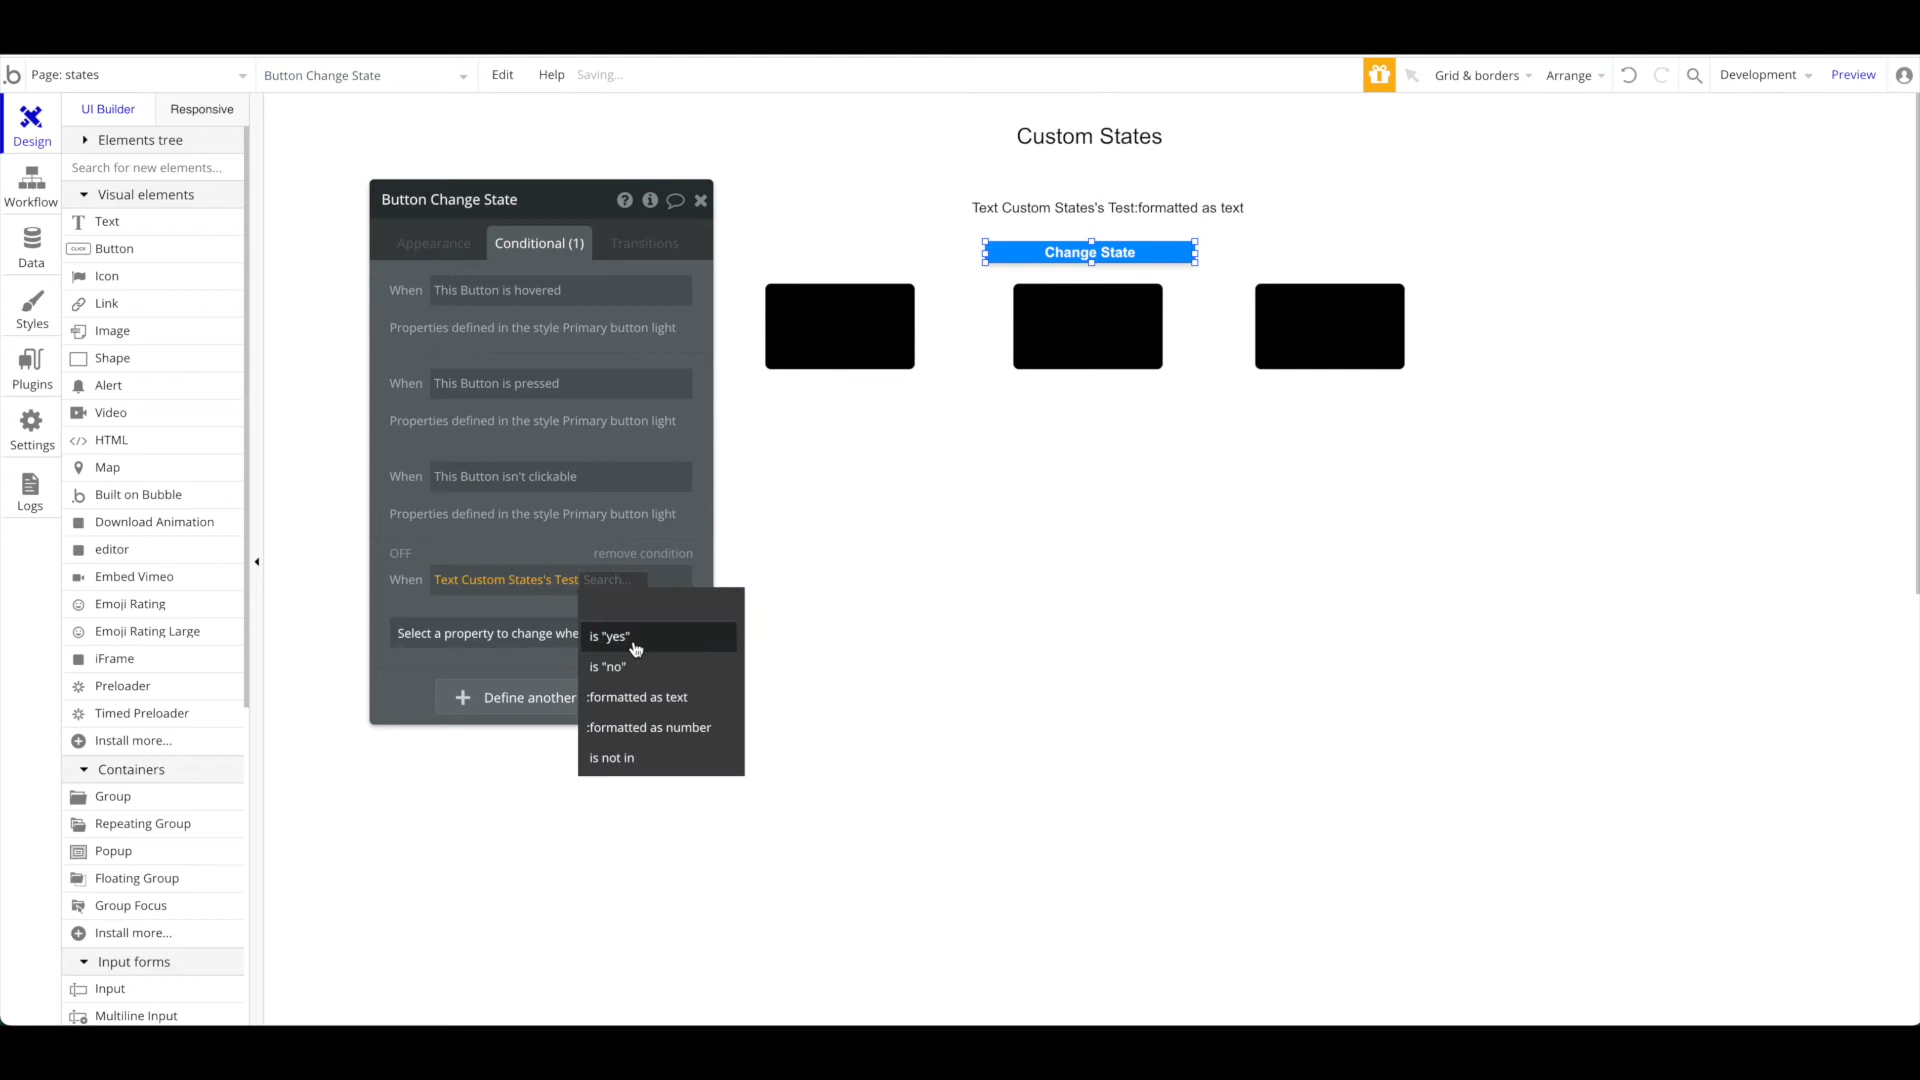 Page: states
Button Change State
Edit
Help
Saving...
Grid & borders
Arrange
Development
Preview
Design
Workflow
Data
Styles
Plugins
Settings
Logs
UI Builder
Responsive
Elements tree
Search for new elements...
Visual elements
Text
CLICK
Button
Icon
Link
Image
Shape
Alert
Video
HTML
Map
Built on Bubble
Download Animation
editor
Embed Vimeo
Emoji Rating
Emoji Rating Large
iFrame
Preloader
Timed Preloader
Install more...
Containers
Group
Repeating Group
Popup
Floating Group
Group Focus
Install more...
Input forms
Input
Multiline Input
Button Change State
Appearance
Conditional (1)
Transitions
When This Button is hovered
Properties defined in the style Primary button light
When This Button is pressed
Properties defined in the style Primary button light
When This Button isn't clickable
Properties defined in the style Primary button light
OFF
remove condition
When Text Custom States's Test Search...
Select a property to change whe
Define another
is "yes"
is "no"
:formatted as text
:formatted as number
is not in
Custom States
Text Custom States's Test:formatted as text
Change State